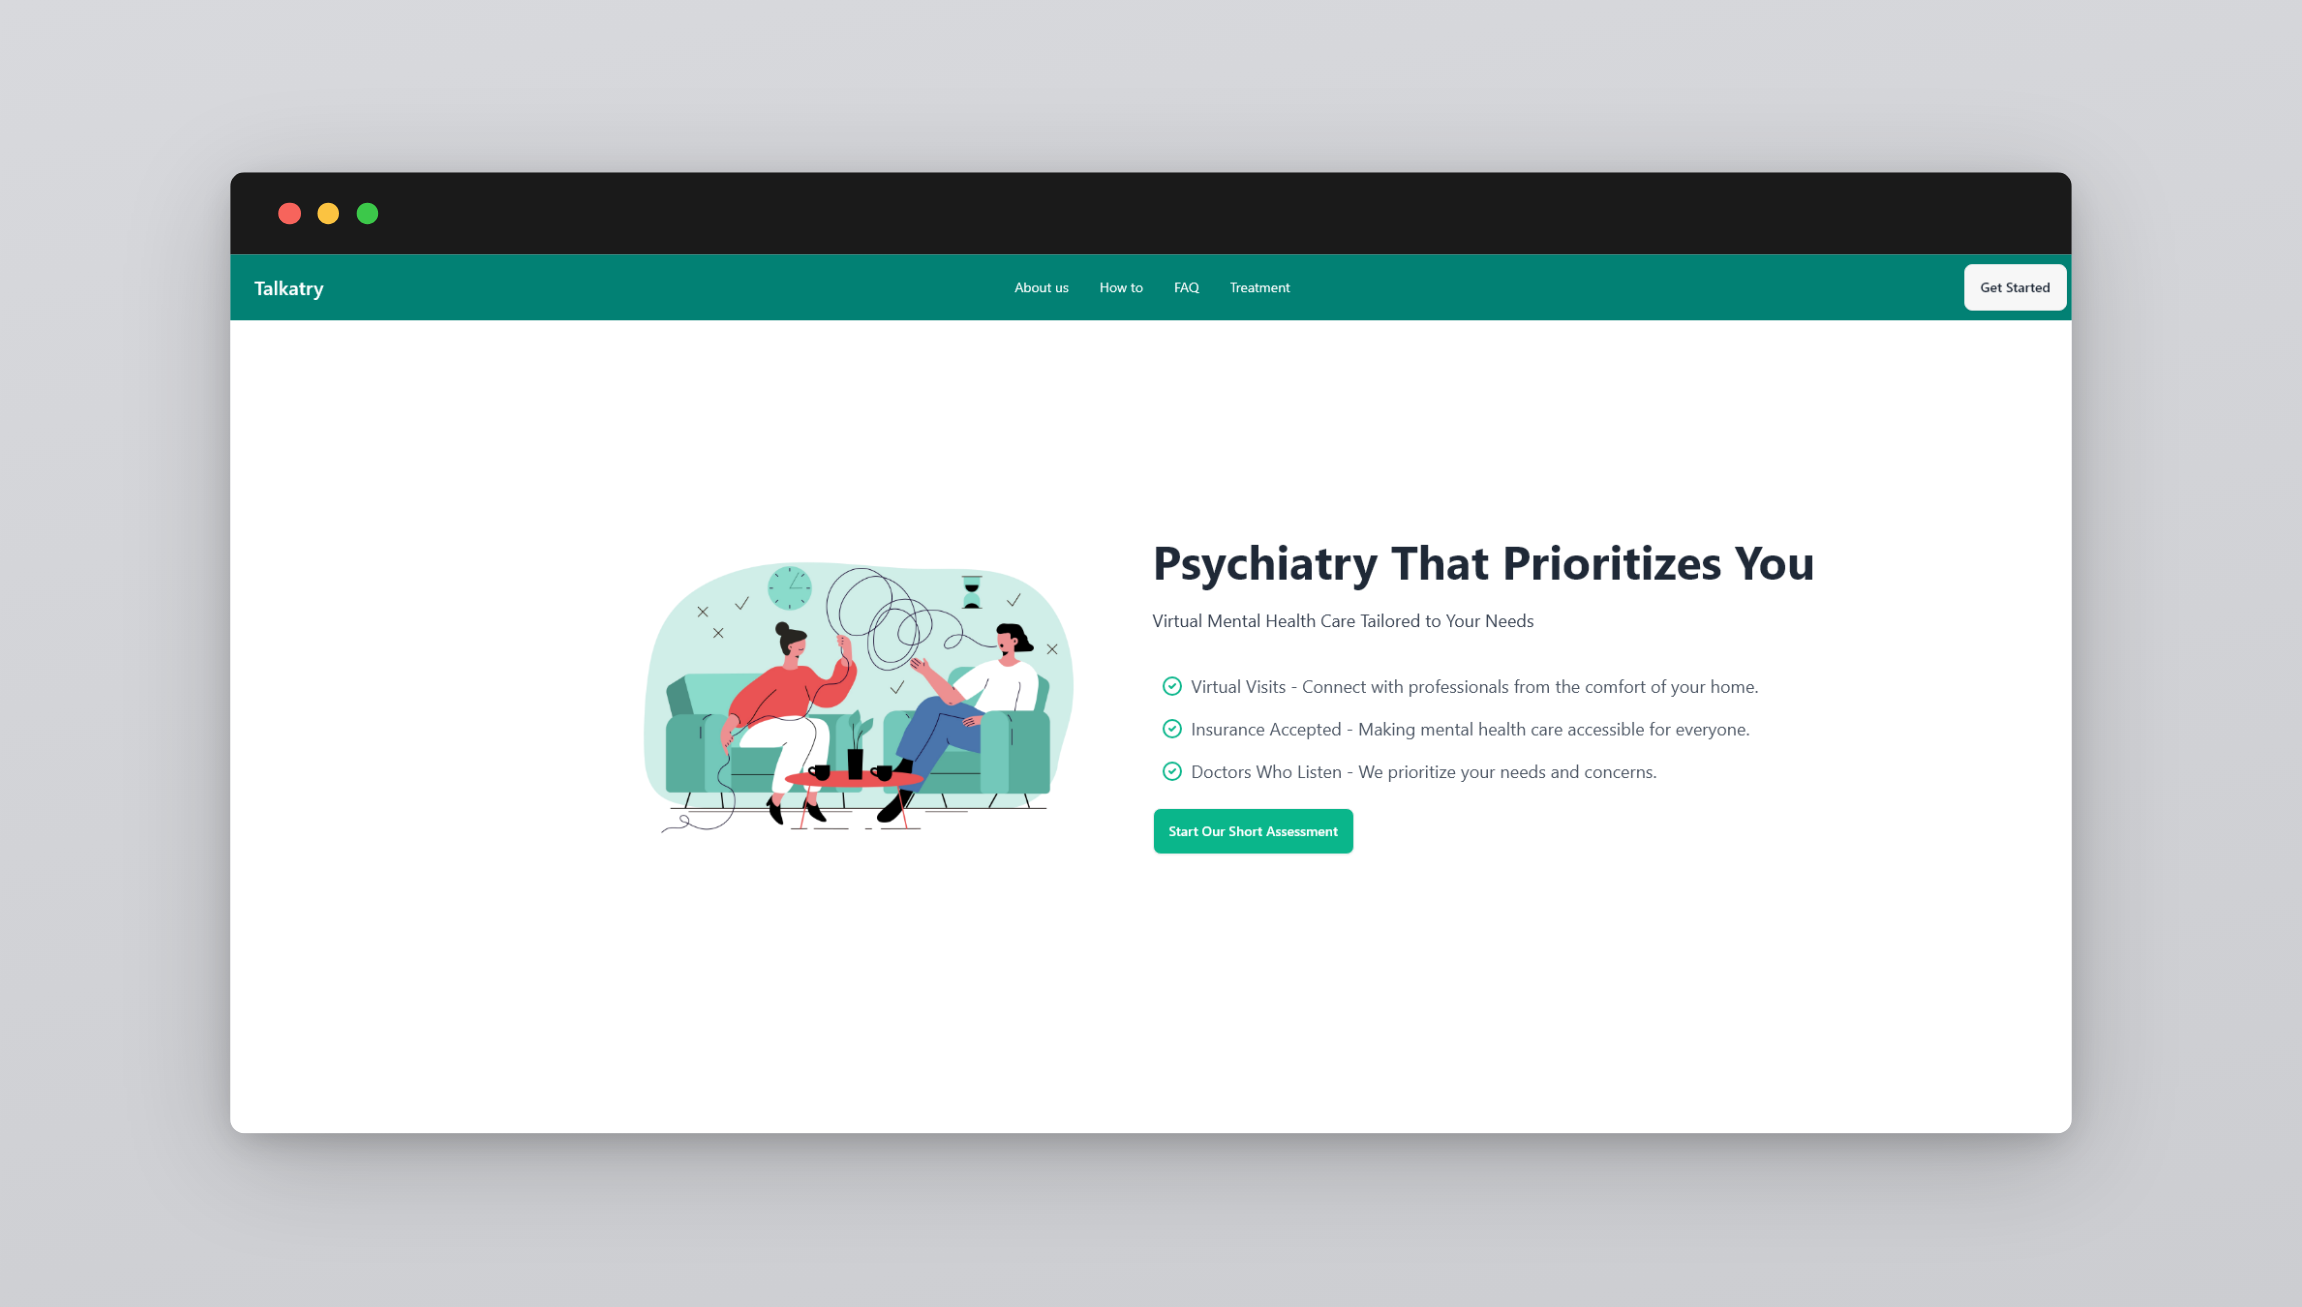 Talkatry
About us How to FAQ Treatment
Get Started
Psychiatry That Prioritizes You
Virtual Mental Health Care Tailored to Your Needs
Virtual Visits - Connect with professionals from the comfort of your home.
Insurance Accepted - Making mental health care accessible for everyone.
Doctors Who Listen - We prioritize your needs and concerns.
Start Our Short Assessment